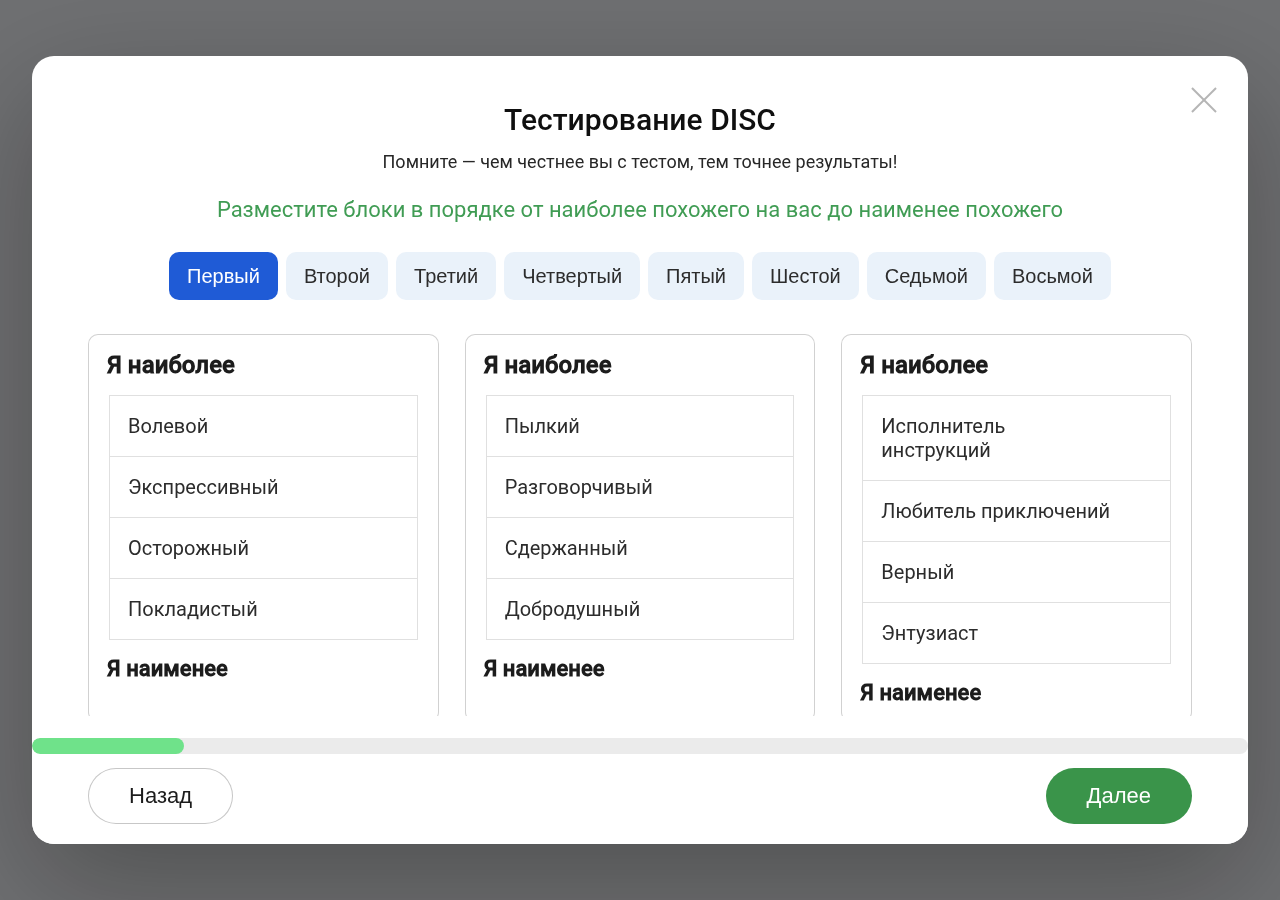 Тестирование DISC
Помните — чем честнее вы с тестом, тем точнее результаты!
Разместите блоки в порядке от наиболее похожего на вас до наименее похожего
Первый
Второй
Третий
Четвертый
Пятый
Шестой
Седьмой
Восьмой
Я наиболее
Волевой
Экспрессивный
Осторожный
Покладистый
Я наименее
Я наиболее
Пылкий
Разговорчивый
Сдержанный
Добродушный
Я наименее
Я наиболее
Исполнитель
инструкций
Любитель приключений
Верный
Энтузиаст
Я наименее
Назад
Далее